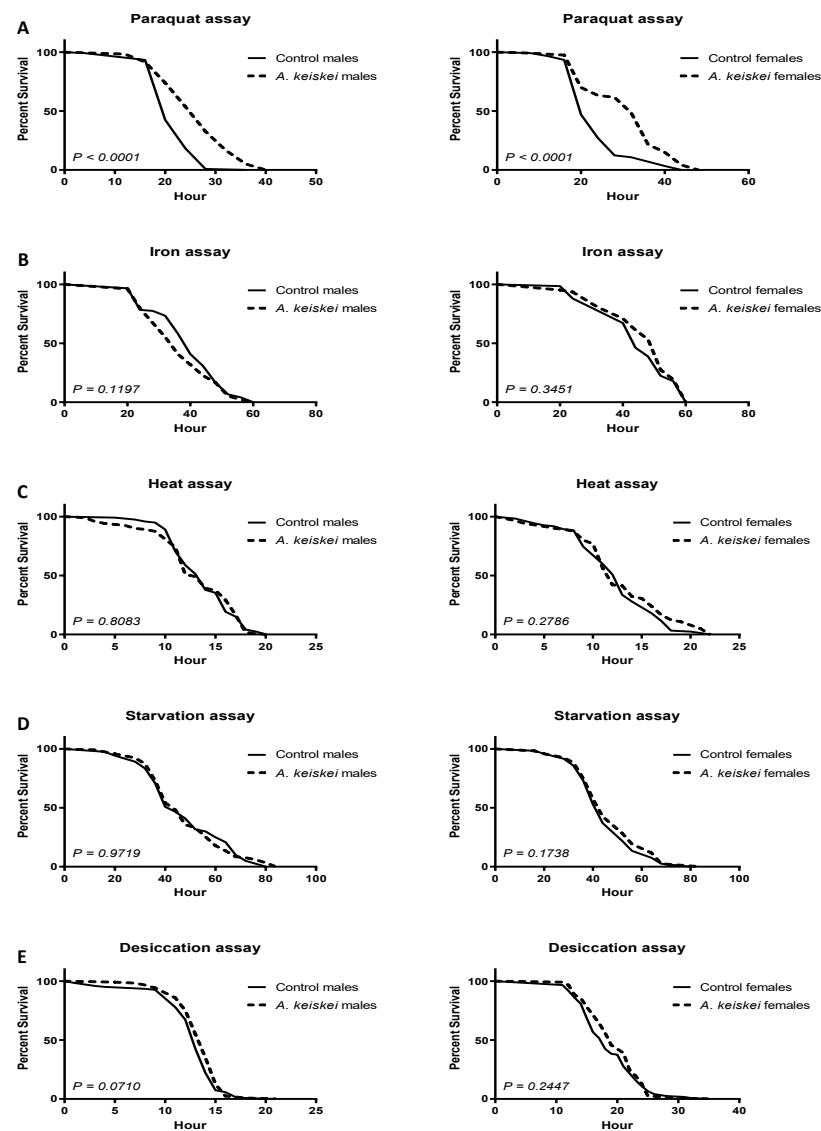 A
Paraquat assay
Control males
A. keiskei males
Percent Survival
100
50
0
P < 0.0001
0 10 20 30 40 50
Hour
Paraquat assay
Control females
A. keiskei females
Percent Survival
100
50
0
P < 0.0001
0 20 40 60
Hour
B
Iron assay
Control males
A. keiskei males
Percent Survival
100
50
0
P = 0.1197
0 20 40 60 80
Hour
Iron assay
Control females
A. keiskei females
Percent Survival
100
50
0
P = 0.3451
0 20 40 60 80
Hour
C
Heat assay
Control males
A. keiskei males
Percent Survival
100
50
0
P = 0.8083
0 5 10 15 20 25
Hour
Heat assay
Control females
A. keiskei females
Percent Survival
100
50
0
P = 0.2786
0 5 10 15 20 25
Hour
D
Starvation assay
Control males
A. keiskei males
Percent Survival
100
50
0
P = 0.9719
0 20 40 60 80 100
Hour
Starvation assay
Control females
A. keiskei females
Percent Survival
100
50
0
P = 0.1738
0 20 40 60 80 100
Hour
E
Desiccation assay
Control males
A. keiskei males
Percent Survival
100
50
0
P = 0.0710
0 5 10 15 20 25
Hour
Desiccation assay
Control females
A. keiskei females
Percent Survival
100
50
0
P = 0.2447
0 10 20 30 40
Hour